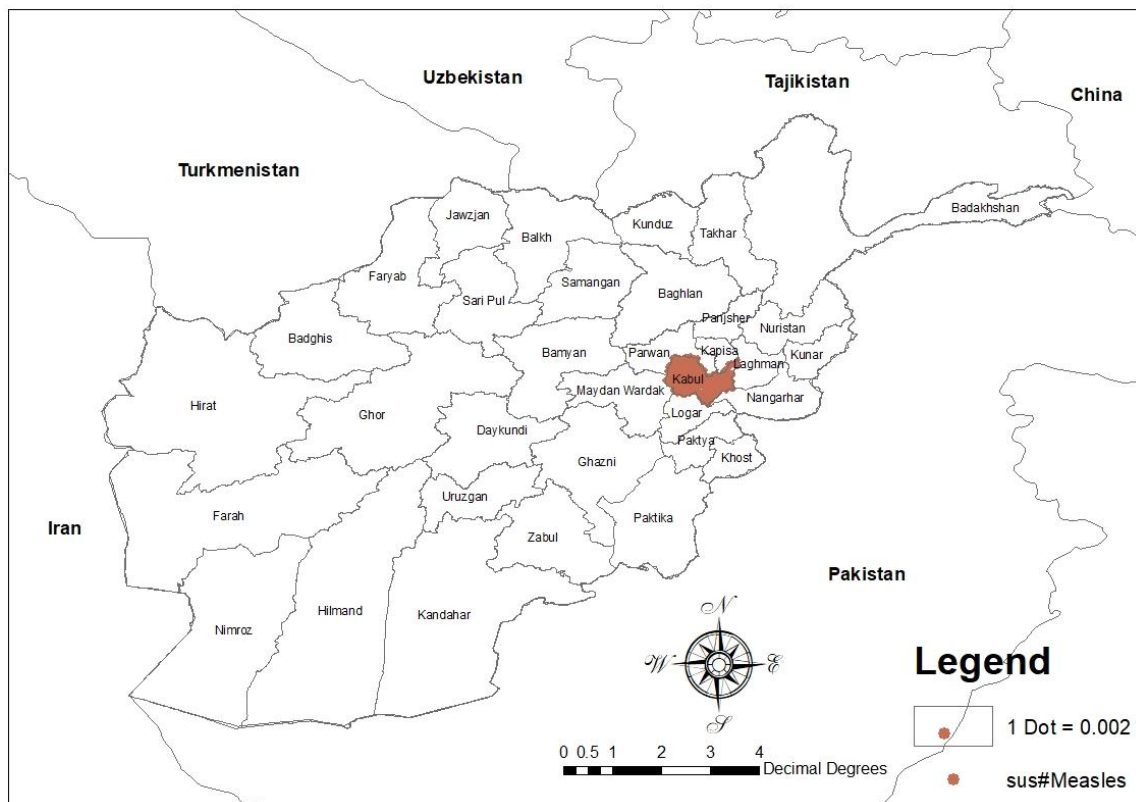 Uzbekistan
Tajikistan
China
Turkmenistan
Badakhshan
Jawzjan
Kunduz
Takhar
Balkh
Faryab
Samangan
Baghlan
Sari Pul
Panjsher
Nuristan
Badghis
Bamyan
Parwan
Kapisa
Kunar
Laghman
Kabul
Maydan Wardak
Nangarhar
Hirat
Ghor
Logar
Daykundi
Paktya
Ghazni
Khost
Uruzgan
Farah
Paktika
Iran
Zabul
Pakistan
Hilmand
Kandahar
Nimroz
N
W
E
S
Legend
1 Dot = 0.002
sus#Measles
0 0.5 1 2 3 4
Decimal Degrees